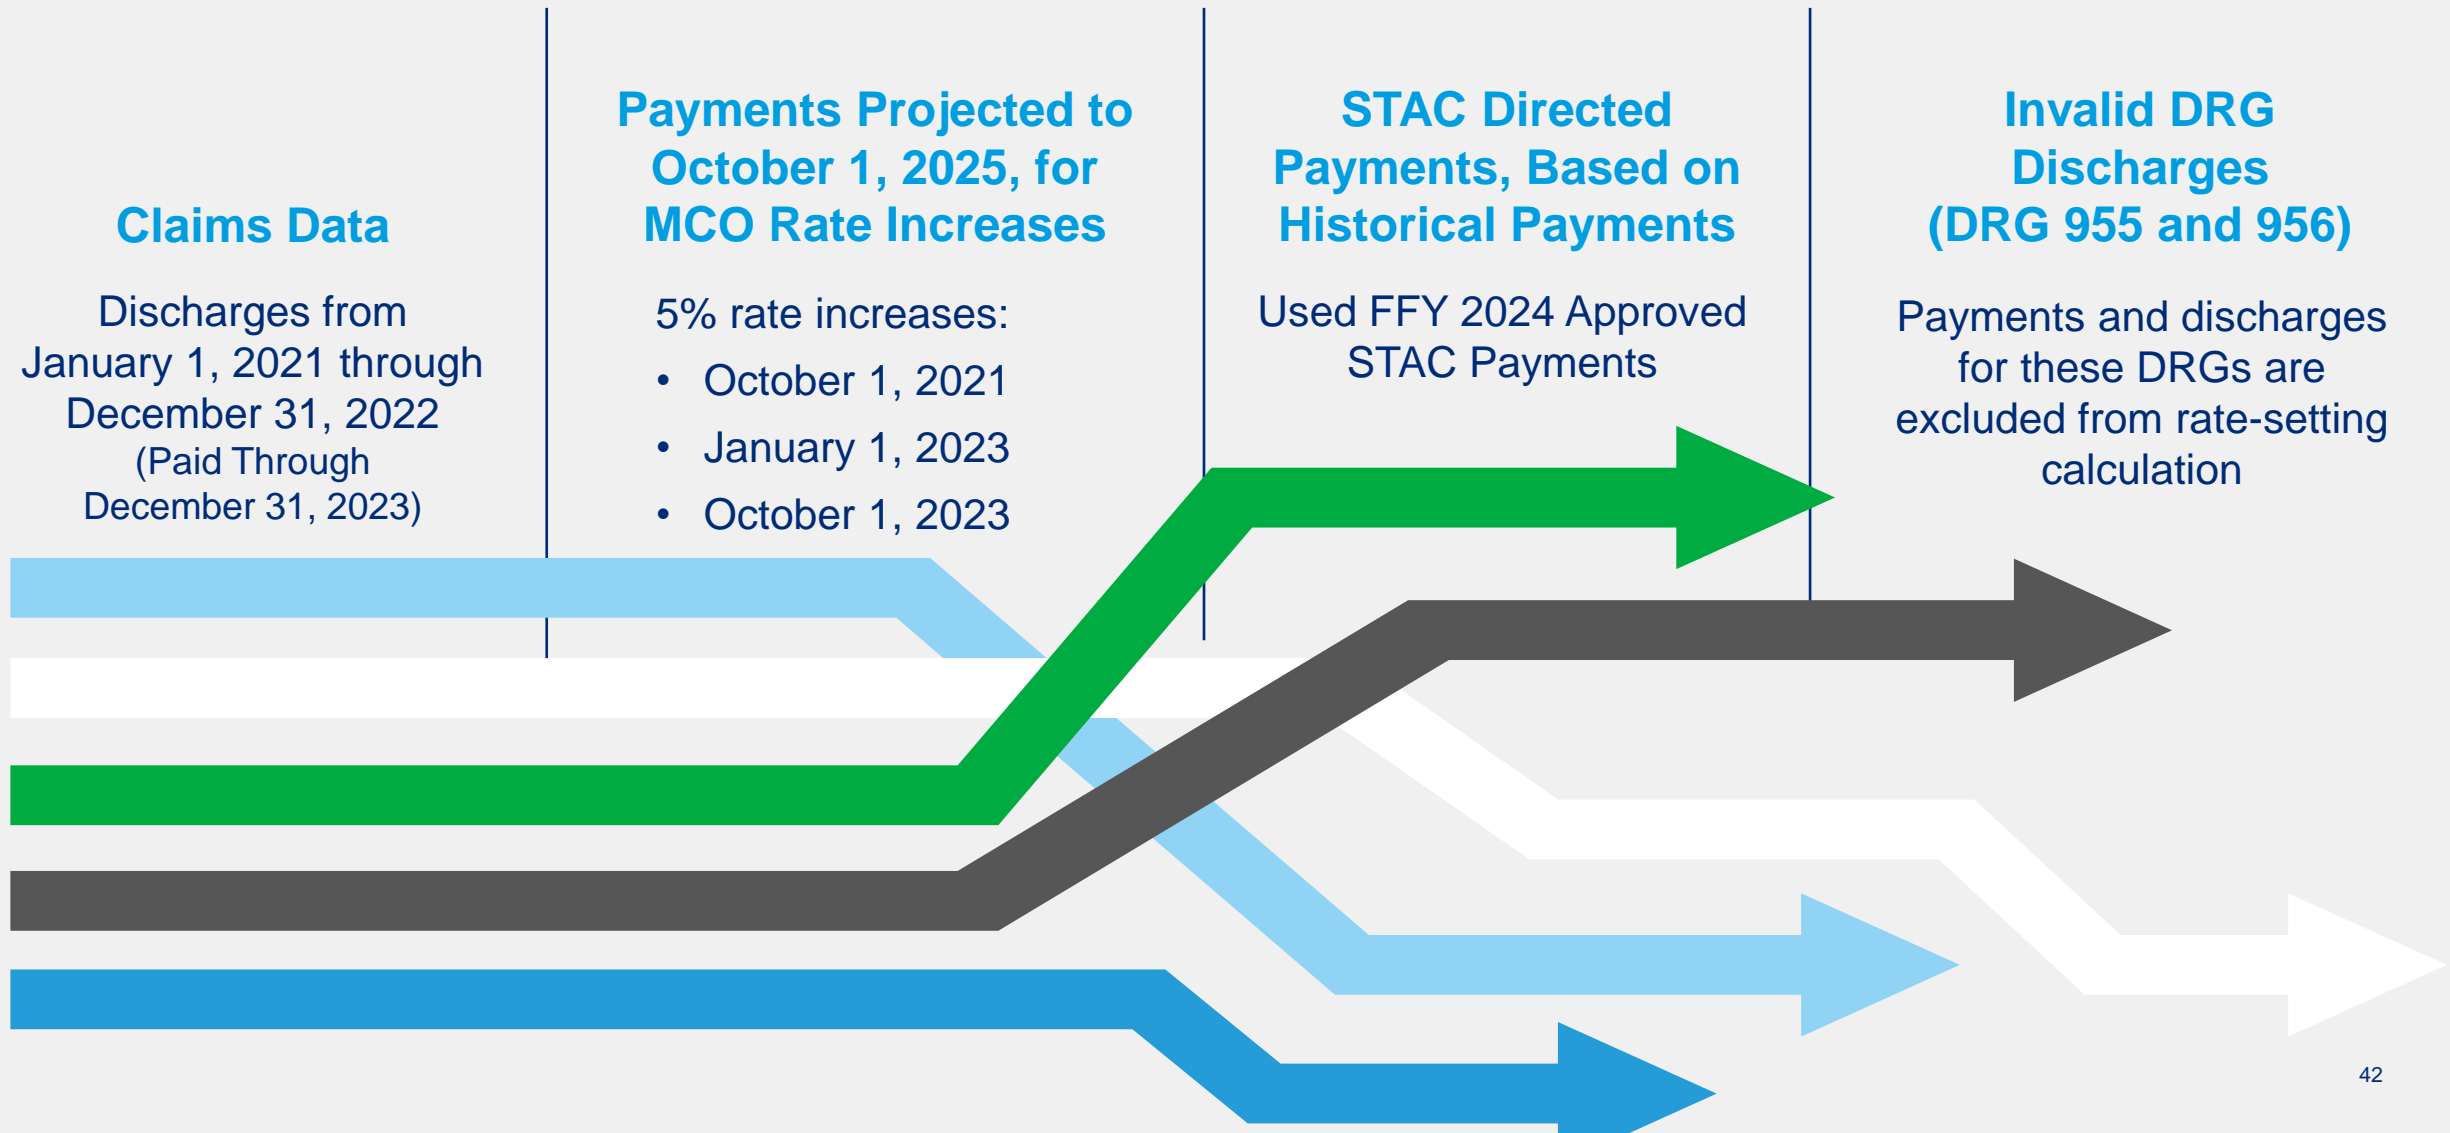 Claims Data
Discharges from
January 1, 2021 through
December 31, 2022
(Paid Through
December 31, 2023)
Payments Projected to
October 1, 2025, for
MCO Rate Increases
5% rate increases:
• October 1, 2021
• January 1, 2023
• October 1, 2023
STAC Directed
Payments, Based on
Historical Payments
Used FFY 2024 Approved
STAC Payments
Invalid DRG
Discharges
(DRG 955 and 956)
Payments and discharges
for these DRGs are
excluded from rate-setting
calculation
42